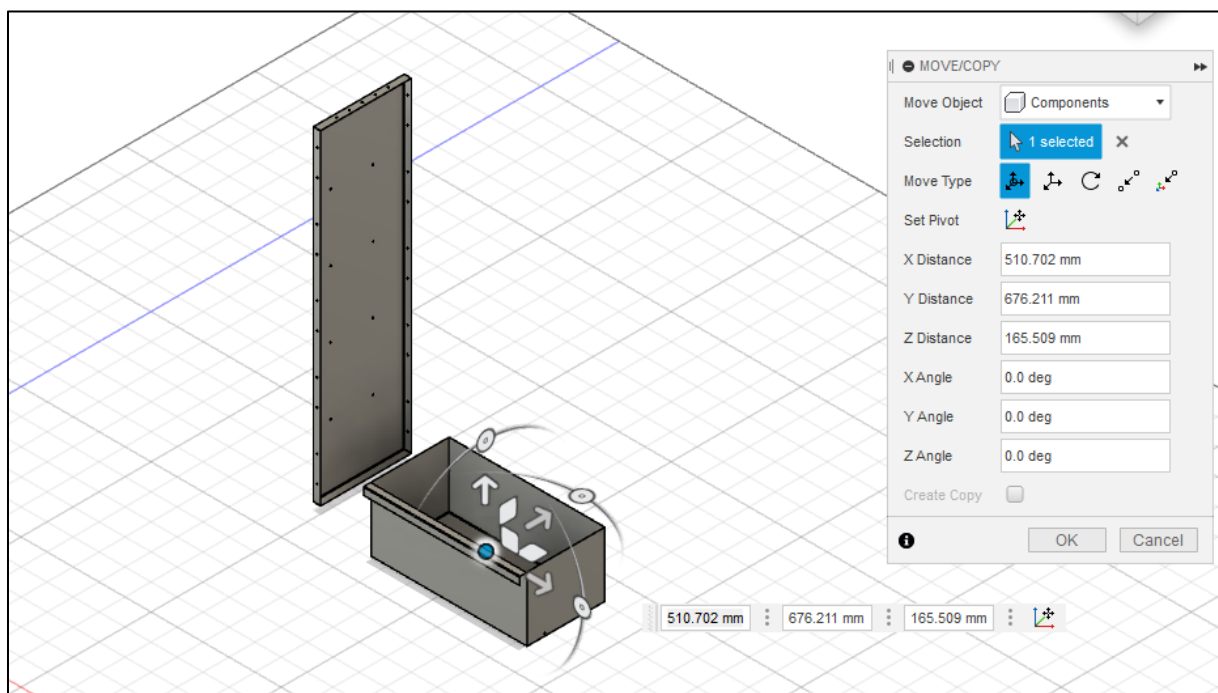 MOVE/COPY
Move Object Components
Selection 1 selected
Move Type
Set Pivot
X Distance 510.702 mm
Y Distance 676.211 mm
Z Distance 165.509 mm
X Angle 0.0 deg
Y Angle 0.0 deg
Z Angle 0.0 deg
Create Copy
OK Cancel
510.702 mm 676.211 mm 165.509 mm